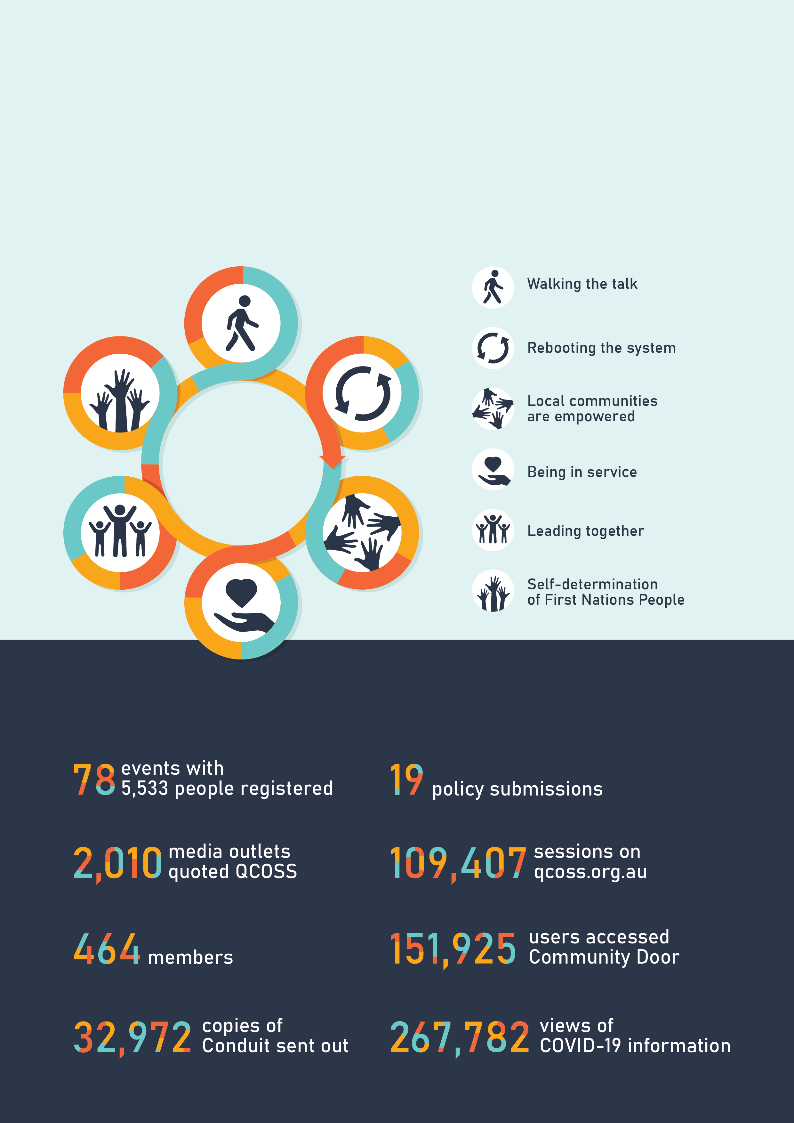 Walking the talk
Rebooting the system
Local communities
are empowered
Being in service
Leading together
Self-determination
of First Nations People
78 events with
5,533 people registered
19 policy submissions
2,010 media outlets
quoted QCOSS
109,407 sessions on
qcoss.org.au
464 members
151,925 users accessed
Community Door
32,972 copies of
Conduit sent out
267,782 views of
COVID-19 information